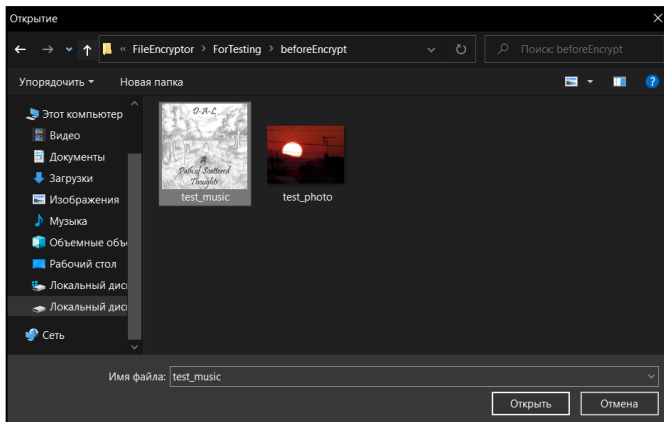 Открытие
« FileEncryptor > ForTesting > beforeEncrypt
Поиск: beforeEncrypt
Упорядочить
Новая папка
Этот компьютер
Видео
Документы
Загрузки
Изображения
Музыка
Объемные объ
Рабочий стол
Локальный дис
Локальный дис
Сеть
D-A-L
A
Path of Scattered
Thoughts
test_music
test_photo
Имя файла: test_music
Открыть
Отмена